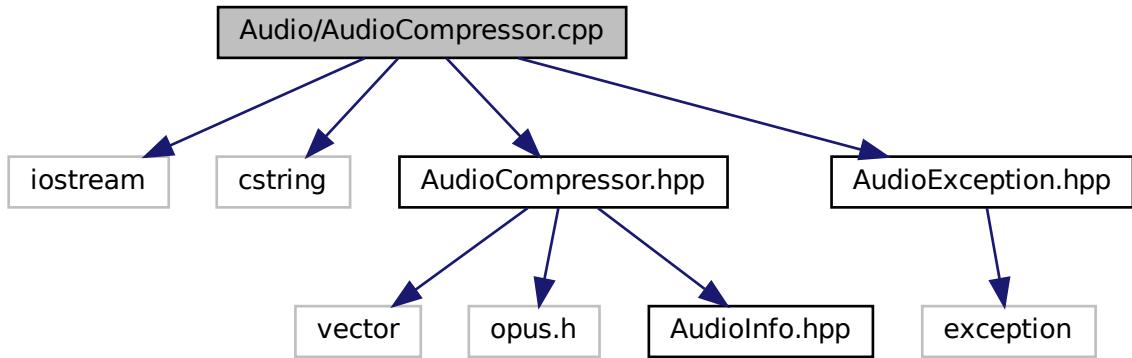 Audio/AudioCompressor.cpp
iostream
cstring
AudioCompressor.hpp
AudioException.hpp
vector
opus.h
AudioInfo.hpp
exception